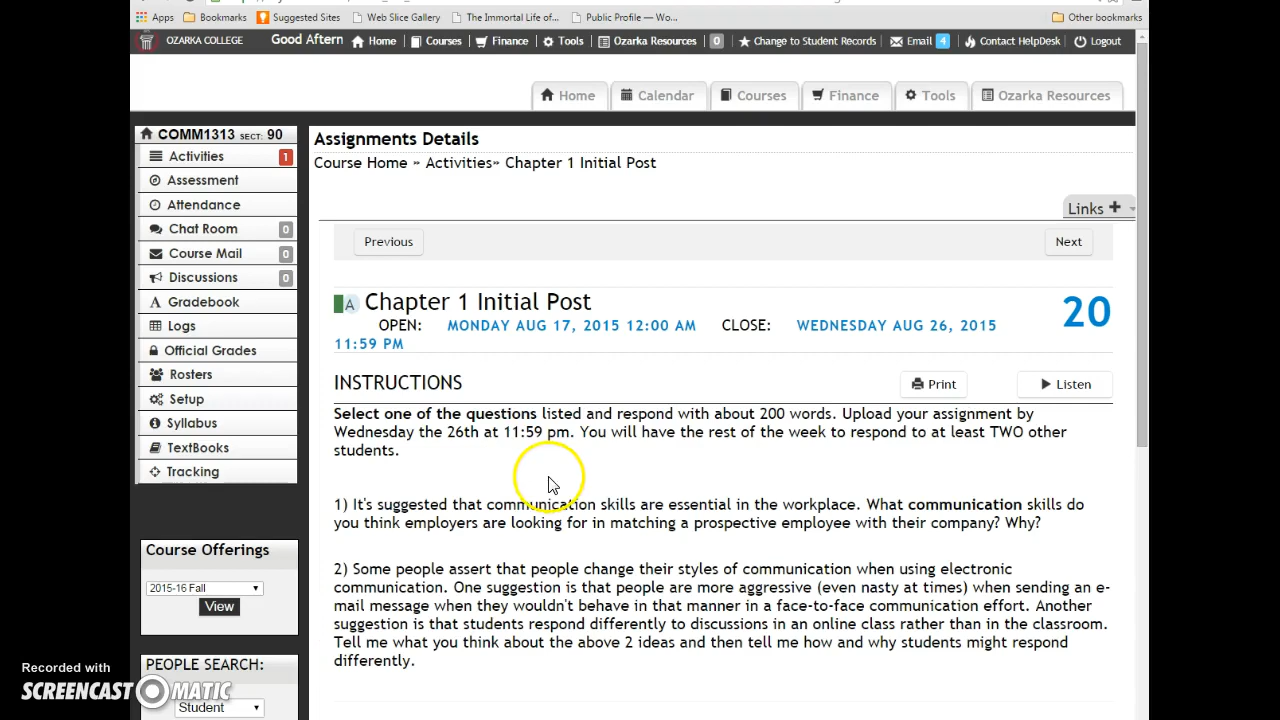 Apps Bookmarks Suggested Sites Web Slice Gallery The Immortal Life of... Public Profile — Wo... Other bookmarks
OZARKA COLLEGE Good Aftern Home Courses Finance Tools Ozarka Resources 0 Change to Student Records Email 4 Contact HelpDesk Logout
Home Calendar Courses Finance Tools Ozarka Resources
COMM1313 SECT: 90
Activities 1
Assessment
Attendance
Chat Room 0
Course Mail 0
Discussions 0
Gradebook
Logs
Official Grades
Rosters
Setup
Syllabus
TextBooks
Tracking
Course Offerings
2015-16 Fall
View
PEOPLE SEARCH:
Student
Assignments Details
Course Home » Activities» Chapter 1 Initial Post
Links
Previous Next
A Chapter 1 Initial Post
OPEN: MONDAY AUG 17, 2015 12:00 AM CLOSE: WEDNESDAY AUG 26, 2015
11:59 PM
20
INSTRUCTIONS
Print Listen
Select one of the questions listed and respond with about 200 words. Upload your assignment by
Wednesday the 26th at 11:59 pm. You will have the rest of the week to respond to at least TWO other
students.
1) It's suggested that communication skills are essential in the workplace. What communication skills do
you think employers are looking for in matching a prospective employee with their company? Why?
2) Some people assert that people change their styles of communication when using electronic
communication. One suggestion is that people are more aggressive (even nasty at times) when sending an e-
mail message when they wouldn't behave in that manner in a face-to-face communication effort. Another
suggestion is that students respond differently to discussions in an online class rather than in the classroom.
Tell me what you think about the above 2 ideas and then tell me how and why students might respond
differently.
Recorded with
SCREENCAST MATIC